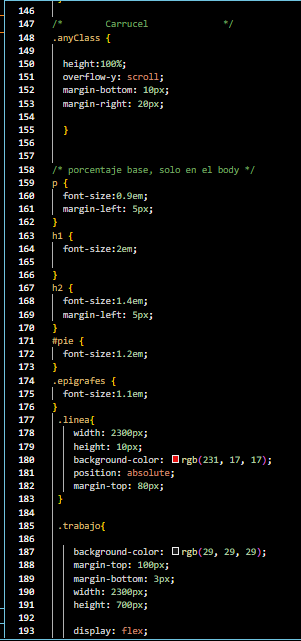 146
147 /* Carrucel */
148 .anyClass {
149
150 height:100%;
151 overflow-y: scroll;
152 margin-bottom: 10px;
153 margin-right: 20px;
154
155 }
156
157
158 /* porcentaje base, solo en el body */
159 p {
160 font-size:0.9em;
161 margin-left: 5px;
162 }
163 h1 {
164 font-size:2em;
165
166 }
167 h2 {
168 font-size:1.4em;
169 margin-left: 5px;
170 }
171 #pie {
172 font-size:1.2em;
173 }
174 .epigrafes {
175 font-size:1.1em;
176 }
177 .linea{
178 width: 2300px;
179 height: 10px;
180 background-color: rgb(231, 17, 17);
181 position: absolute;
182 margin-top: 80px;
183 }
184
185 .trabajo{
186
187 background-color: rgb(29, 29, 29);
188 margin-top: 100px;
189 margin-bottom: 3px;
190 width: 2300px;
191 height: 700px;
192
193 display: flex;